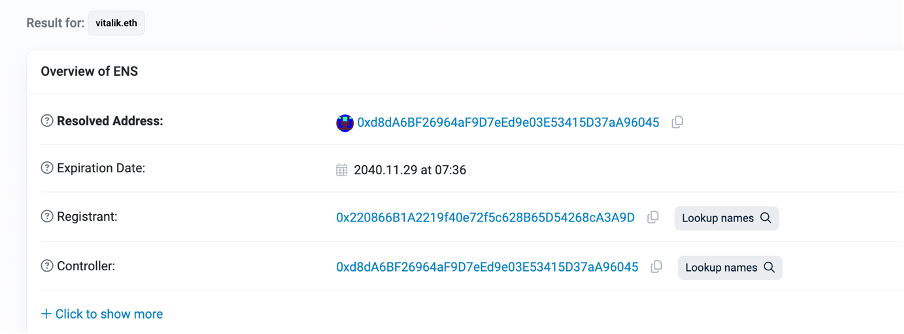 Result for: vitalik.eth
Overview of ENS
Resolved Address: 0xd8dA6BF26964aF9D7eEd9e03E53415D37aA96045
Expiration Date: 2040.11.29 at 07:36
Registrant: 0x220866B1A2219f40e72f5c628B65D54268cA3A9D Lookup names
Controller: 0xd8dA6BF26964aF9D7eEd9e03E53415D37aA96045 Lookup names
+ Click to show more